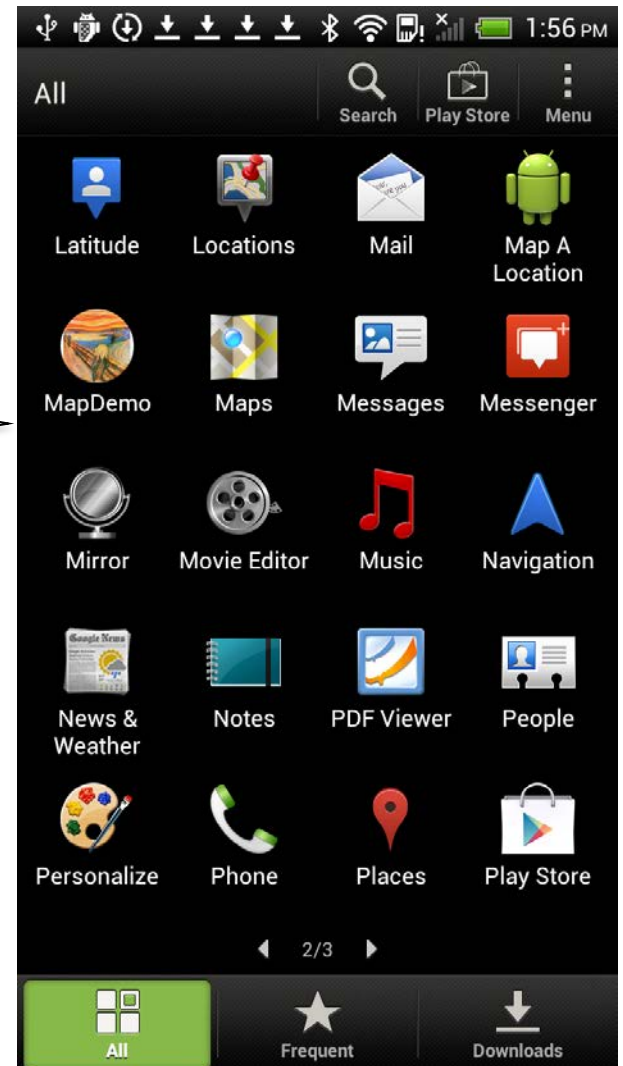 1:56 PM
All
Search Play Store Menu
Latitude Locations Mail Map A
Location
MapDemo Maps Messages Messenger
Mirror Movie Editor Music Navigation
Google News
News & Notes PDF Viewer People
Weather
Personalize Phone Places Play Store
2/3
All Frequent Downloads